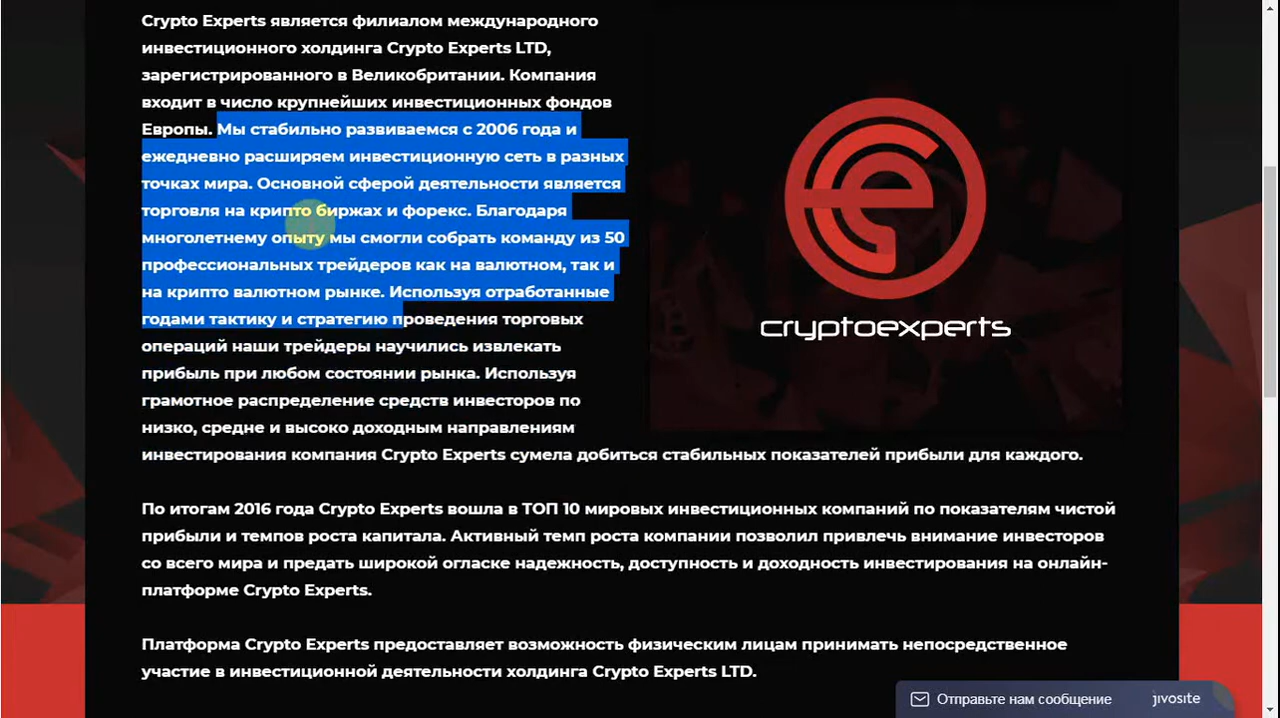 Crypto Experts является филиалом международного
инвестиционного холдинга Crypto Experts LTD,
зарегистрированного в Великобритании. Компания
входит в число крупнейших инвестиционных фондов
Европы. Мы стабильно развиваемся с 2006 года и
ежедневно расширяем инвестиционную сеть в разных
точках мира. Основной сферой деятельности является
торговля на крипто биржах и форекс. Благодаря
многолетнему опыту мы смогли собрать команду из 50
профессиональных трейдеров как на валютном, так и
на крипто валютном рынке. Используя отработанные
годами тактику и стратегию проведения торговых
операций наши трейдеры научились извлекать
прибыль при любом состоянии рынка. Используя
грамотное распределение средств инвесторов по
низко, средне и высоко доходным направлениям
инвестирования компания Crypto Experts сумела добиться стабильных показателей прибыли для каждого.
cryptoexperts
По итогам 2016 года Crypto Experts вошла в ТОП 10 мировых инвестиционных компаний по показателям чистой
прибыли и темпов роста капитала. Активный темп роста компании позволил привлечь внимание инвесторов
со всего мира и предать широкой огласке надежность, доступность и доходность инвестирования на онлайн-
платформе Crypto Experts.
Платформа Crypto Experts предоставляет возможность физическим лицам принимать непосредственное
участие в инвестиционной деятельности холдинга Crypto Experts LTD.
Отправьте нам сообщение jivosite